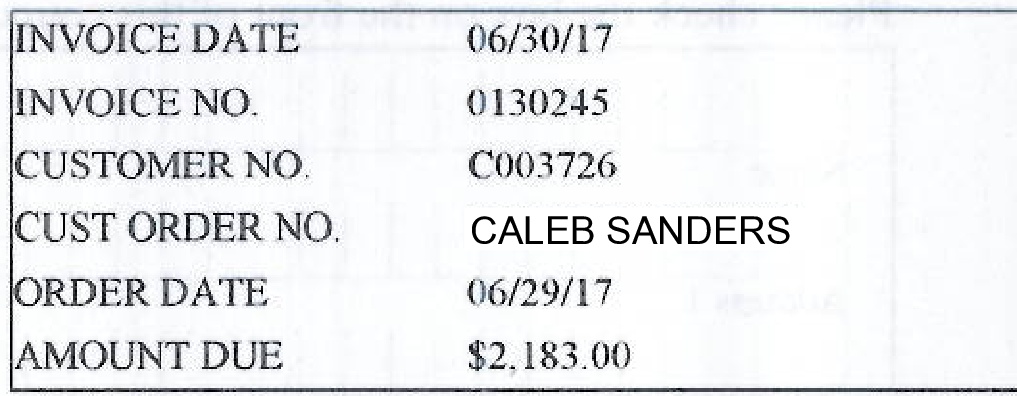 INVOICE DATE 06/30/17
INVOICE NO. 0130245
CUSTOMER NO. C003726
CUST ORDER NO. CALEB SANDERS
ORDER DATE 06/29/17
AMOUNT DUE $2,183.00